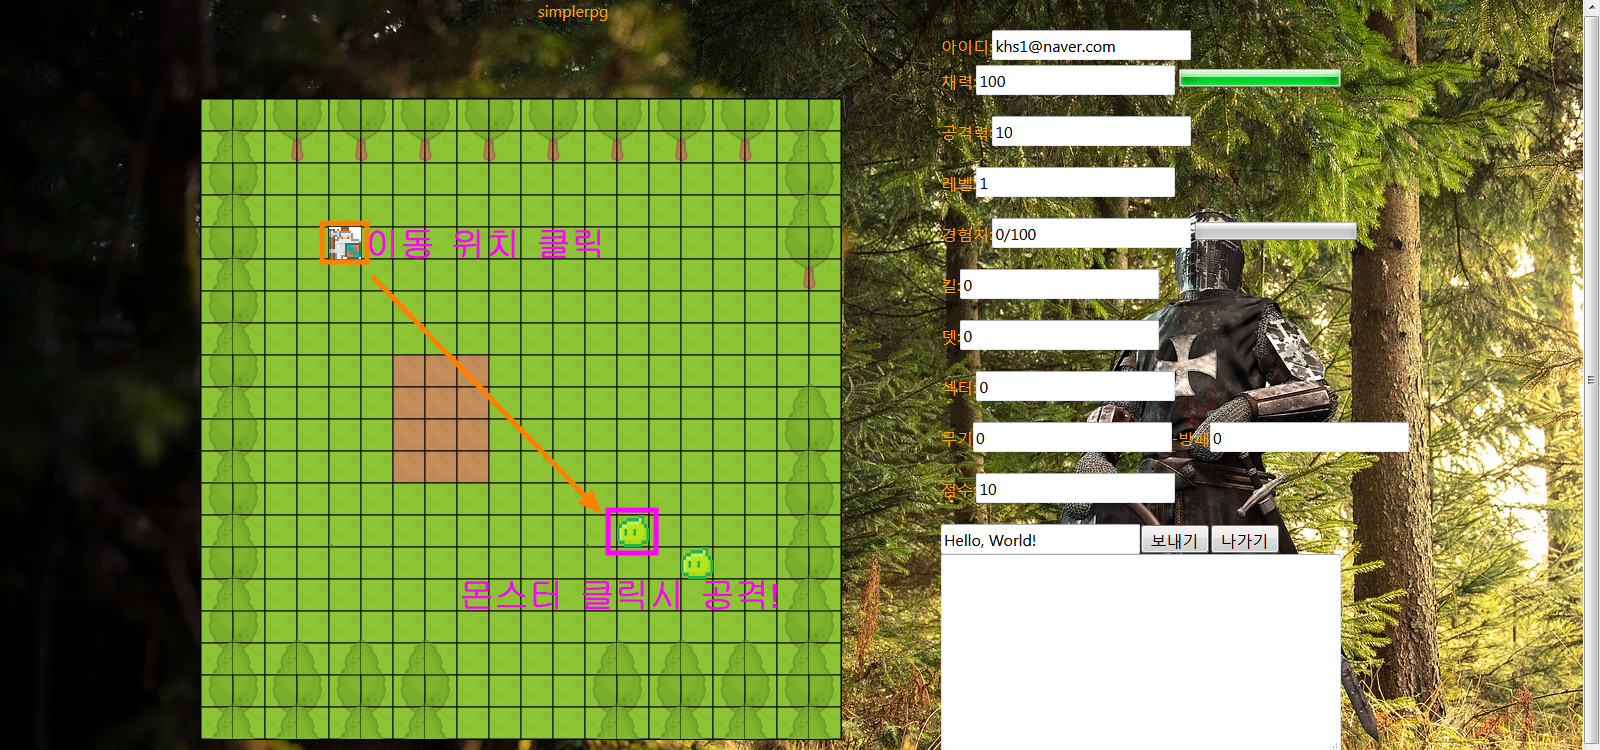 simplerpg
아이디:khs1@naver.com
채력:100
공격력:10
레벨:1
이동 위치 클릭
경험치:0/100
킬:0
뎃:0
섹터:0
무기:0 -방패:0
점수:10
Hello, World! 보내기 나가기
몬스터 클릭시 공격!